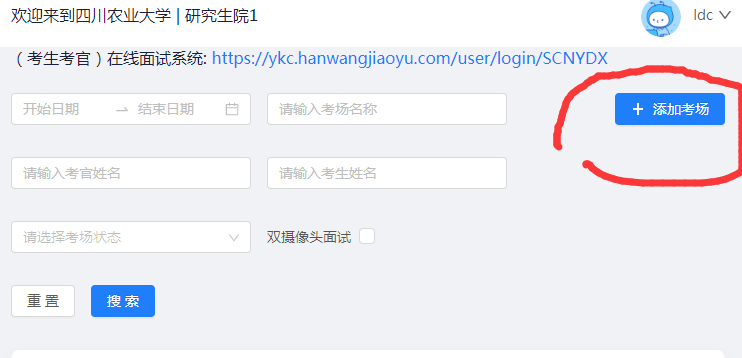 欢迎来到四川农业大学 | 研究生院1
ldc
（考生考官）在线面试系统: https://ykc.hanwangjiaoyu.com/user/login/SCNYDX
开始日期 → 结束日期
请输入考场名称
+ 添加考场
请输入考官姓名
请输入考生姓名
请选择考场状态
双摄像头面试
重 置
搜 索